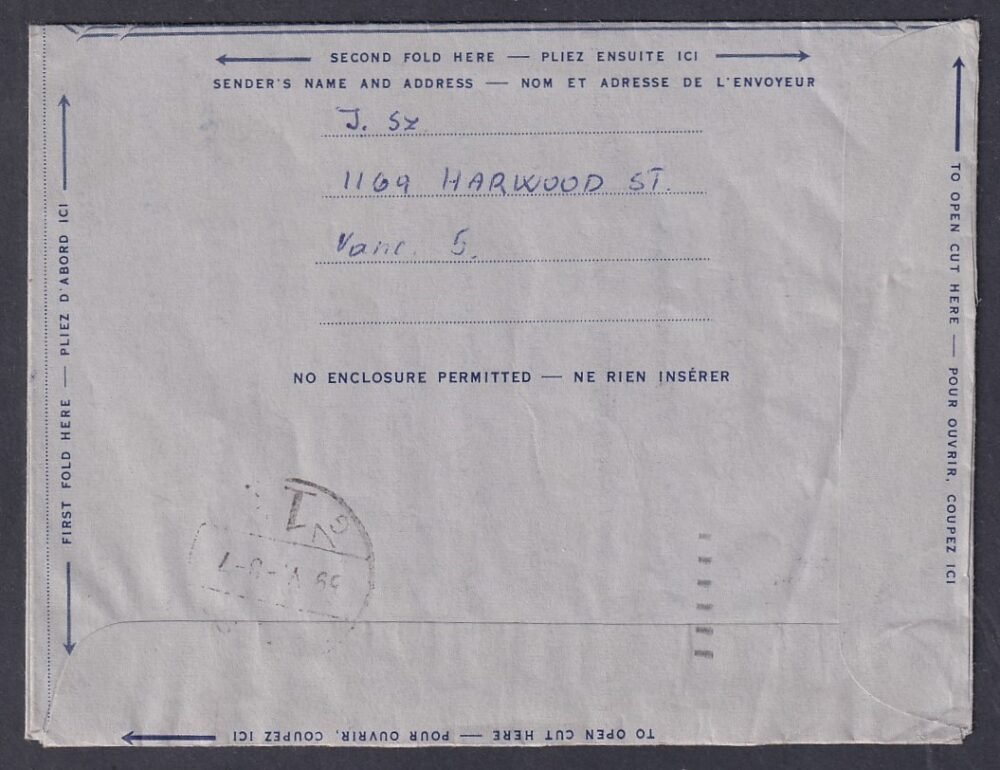 SECOND FOLD HERE — PLIEZ ENSUITE ICI
SENDER'S NAME AND ADDRESS — NOM ET ADRESSE DE L'ENVOYEUR
J. Sz
1169 HARWOOD ST.
Vanc. 5.
NO ENCLOSURE PERMITTED — NE RIEN INSÉRER
FIRST FOLD HERE — PLIEZ D'ABORD ICI
TO OPEN CUT HERE — POUR OUVRIR, COUPEZ ICI
TO OPEN CUT HERE — POUR OUVRIR, COUPEZ ICI